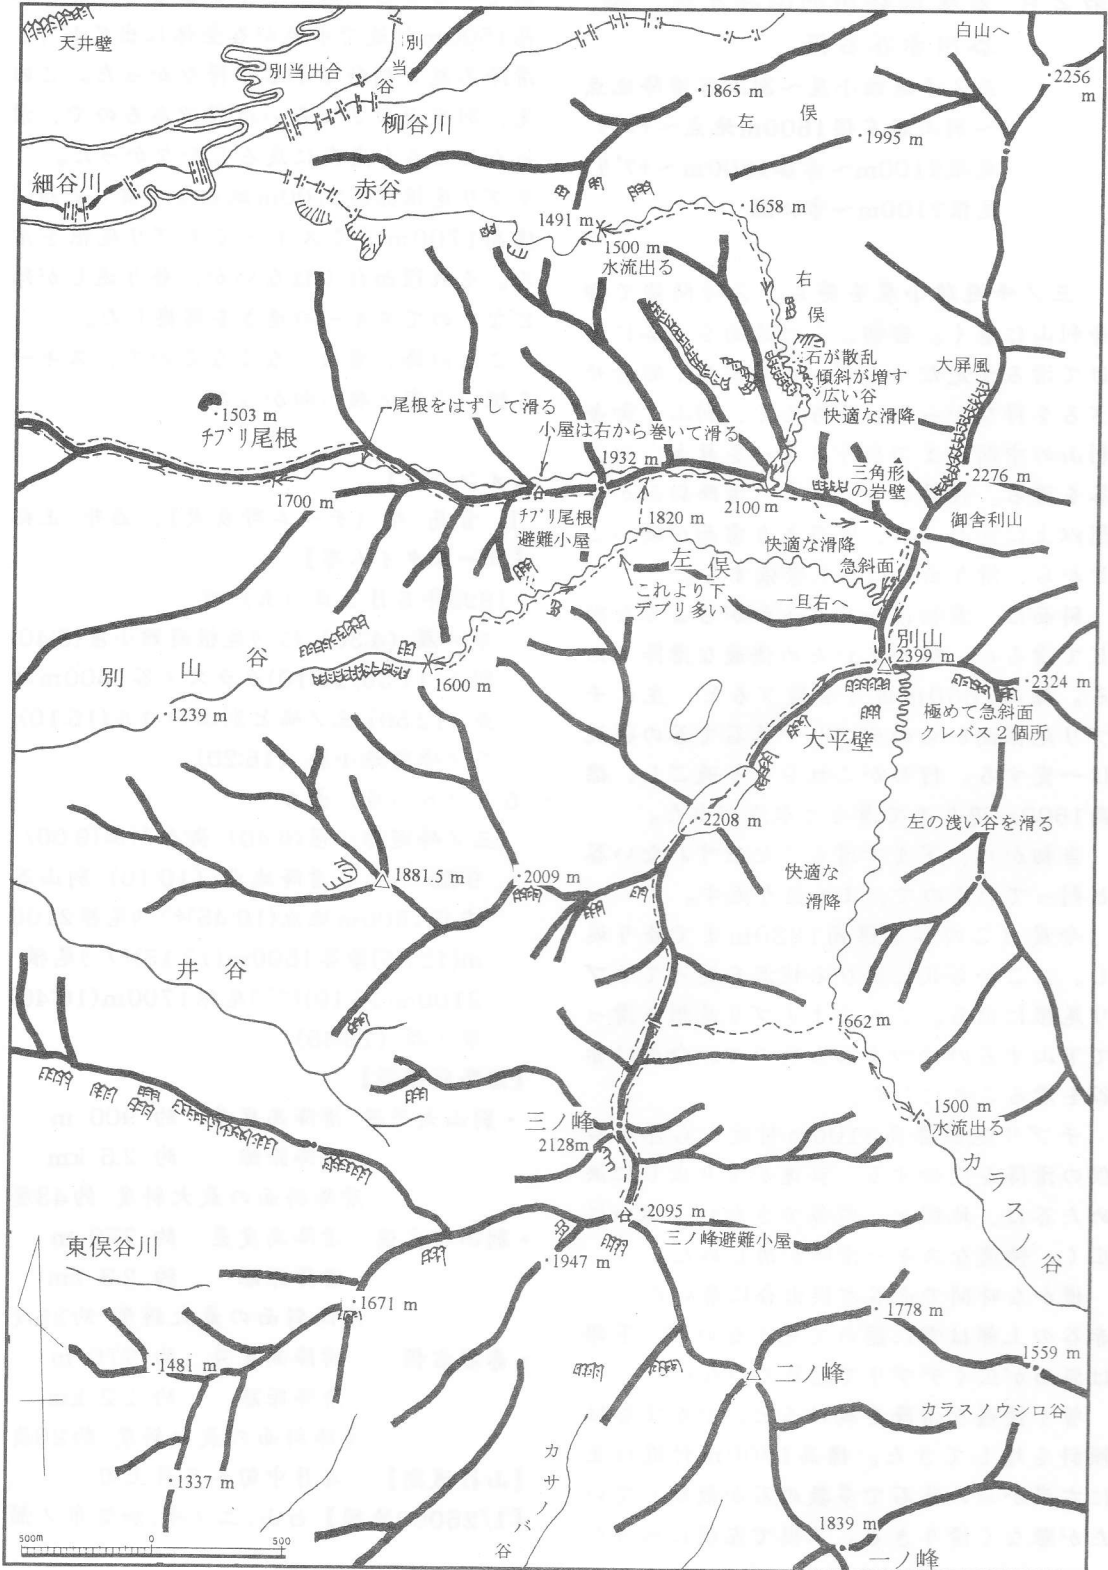 天井壁
別当谷
白山へ
別当出合
2256 m
1865 m
左俣
柳谷川
1995 m
細谷川
赤谷
1658 m
1491 m
1500 m
水流出る
右俣
石が散乱
傾斜が増す
広い谷
快適な滑降
大屏風
1503 m
チブリ尾根
尾根をはずして滑る
小屋は右から巻いて滑る
1932 m
三角形の岩壁
2276 m
1700 m
チブリ尾根
避難小屋
1820 m
2100 m
御舎利山
快適な滑降
左俣
急斜面
これより下
デブリ多い
一旦右へ
別山
2399 m
別山谷
1600 m
2324 m
1239 m
極めて急斜面
クレバス2個所
大平壁
2208 m
左の浅い谷を滑る
1881.5 m
2009 m
快適な
滑降
井谷
1662 m
三ノ峰
2128m
1500 m
水流出る
カラスノ谷
2095 m
三ノ峰避難小屋
東俣谷川
1947 m
1671 m
1778 m
1481 m
1559 m
二ノ峰
カラスノウシロ谷
カサノバ谷
1337 m
1839 m
一ノ峰
500m 0 500